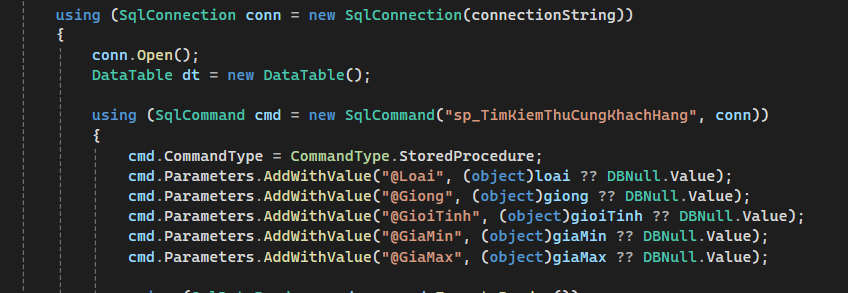 using (SqlConnection conn = new SqlConnection(connectionString))
{
conn.Open();
DataTable dt = new DataTable();
using (SqlCommand cmd = new SqlCommand("sp_TimKiemThuCungKhachHang", conn))
{
cmd.CommandType = CommandType.StoredProcedure;
cmd.Parameters.AddWithValue("@Loai", (object)loai ?? DBNull.Value);
cmd.Parameters.AddWithValue("@Giong", (object)giong ?? DBNull.Value);
cmd.Parameters.AddWithValue("@GioiTinh", (object)gioiTinh ?? DBNull.Value);
cmd.Parameters.AddWithValue("@GiaMin", (object)giaMin ?? DBNull.Value);
cmd.Parameters.AddWithValue("@GiaMax", (object)giaMax ?? DBNull.Value);